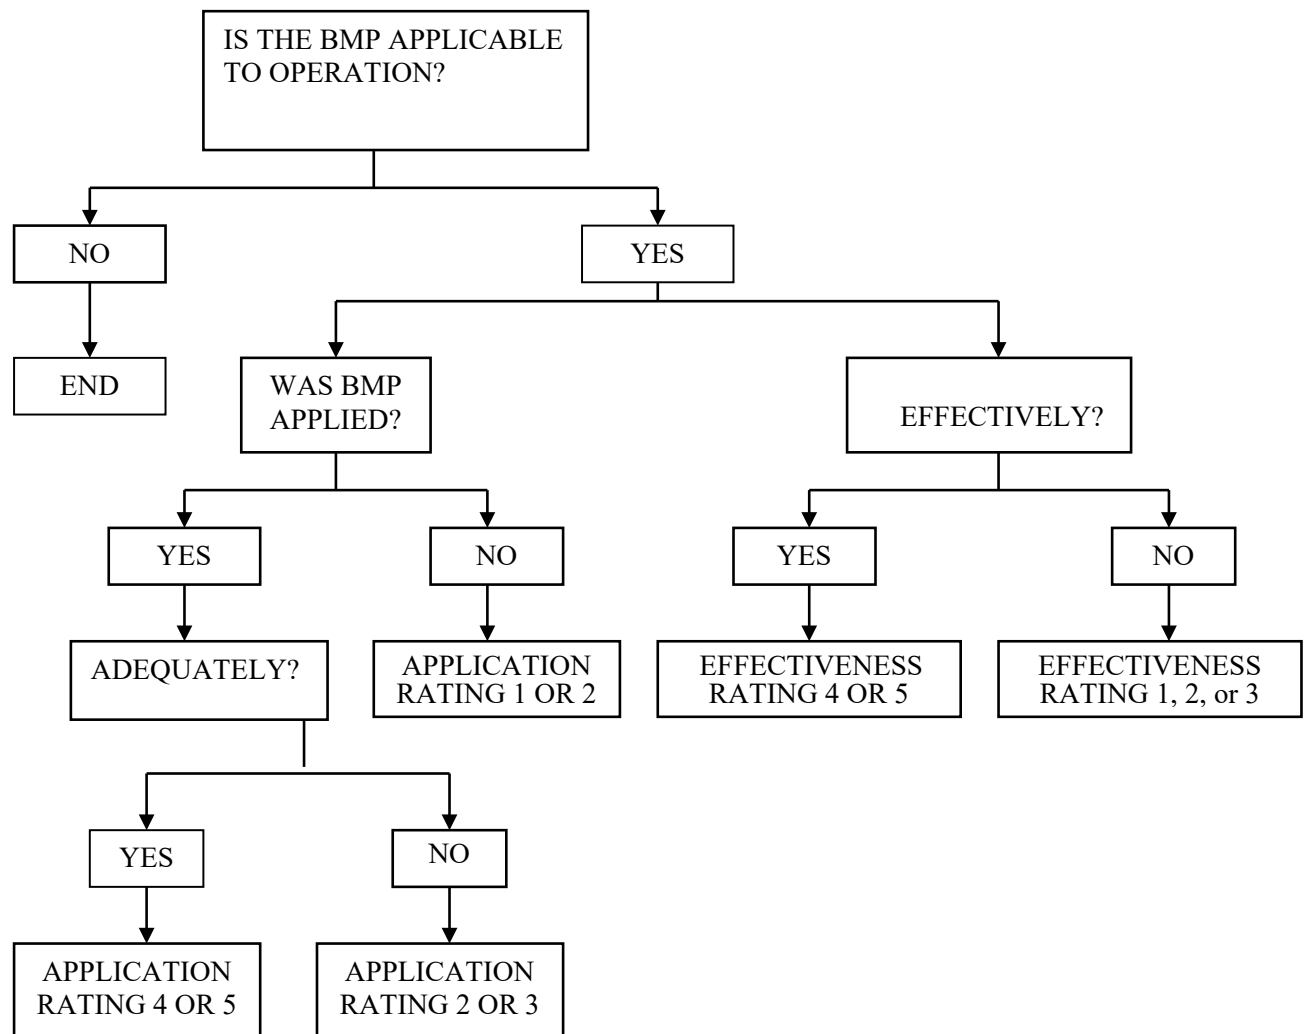 IS THE BMP APPLICABLE
TO OPERATION?
NO
YES
END
WAS BMP
APPLIED?
EFFECTIVELY?
YES
NO
YES
NO
ADEQUATELY?
APPLICATION
RATING 1 OR 2
EFFECTIVENESS
RATING 4 OR 5
EFFECTIVENESS
RATING 1, 2, or 3
YES
NO
APPLICATION
RATING 4 OR 5
APPLICATION
RATING 2 OR 3